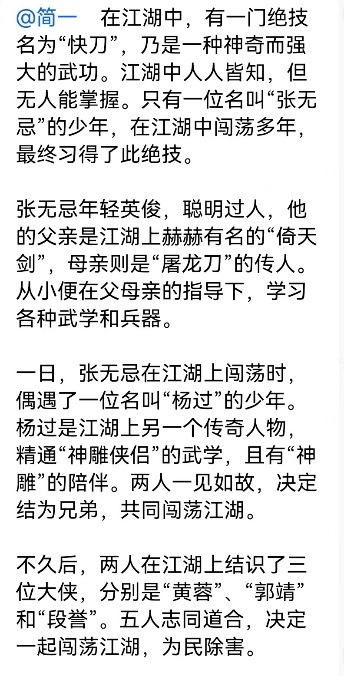 @简一 在江湖中，有一门绝技
名为“快刀”，乃是一种神奇而强
大的武功。江湖中人人皆知，但
无人能掌握。只有一位名叫“张无
忌”的少年，在江湖中闯荡多年，
最终习得了此绝技。
张无忌年轻英俊，聪明过人，他
的父亲是江湖上赫赫有名的“倚天
剑”，母亲则是“屠龙刀”的传人。
从小便在父母亲的指导下，学习
各种武学和兵器。
一日，张无忌在江湖上闯荡时，
偶遇了一位名叫“杨过”的少年。
杨过是江湖上另一个传奇人物，
精通“神雕侠侣”的武学，且有“神
雕”的陪伴。两人一见如故，决定
结为兄弟，共同闯荡江湖。
不久后，两人在江湖上结识了三
位大侠，分别是“黄蓉”、“郭靖”
和“段誉”。五人志同道合，决定
一起闯荡江湖，为民除害。